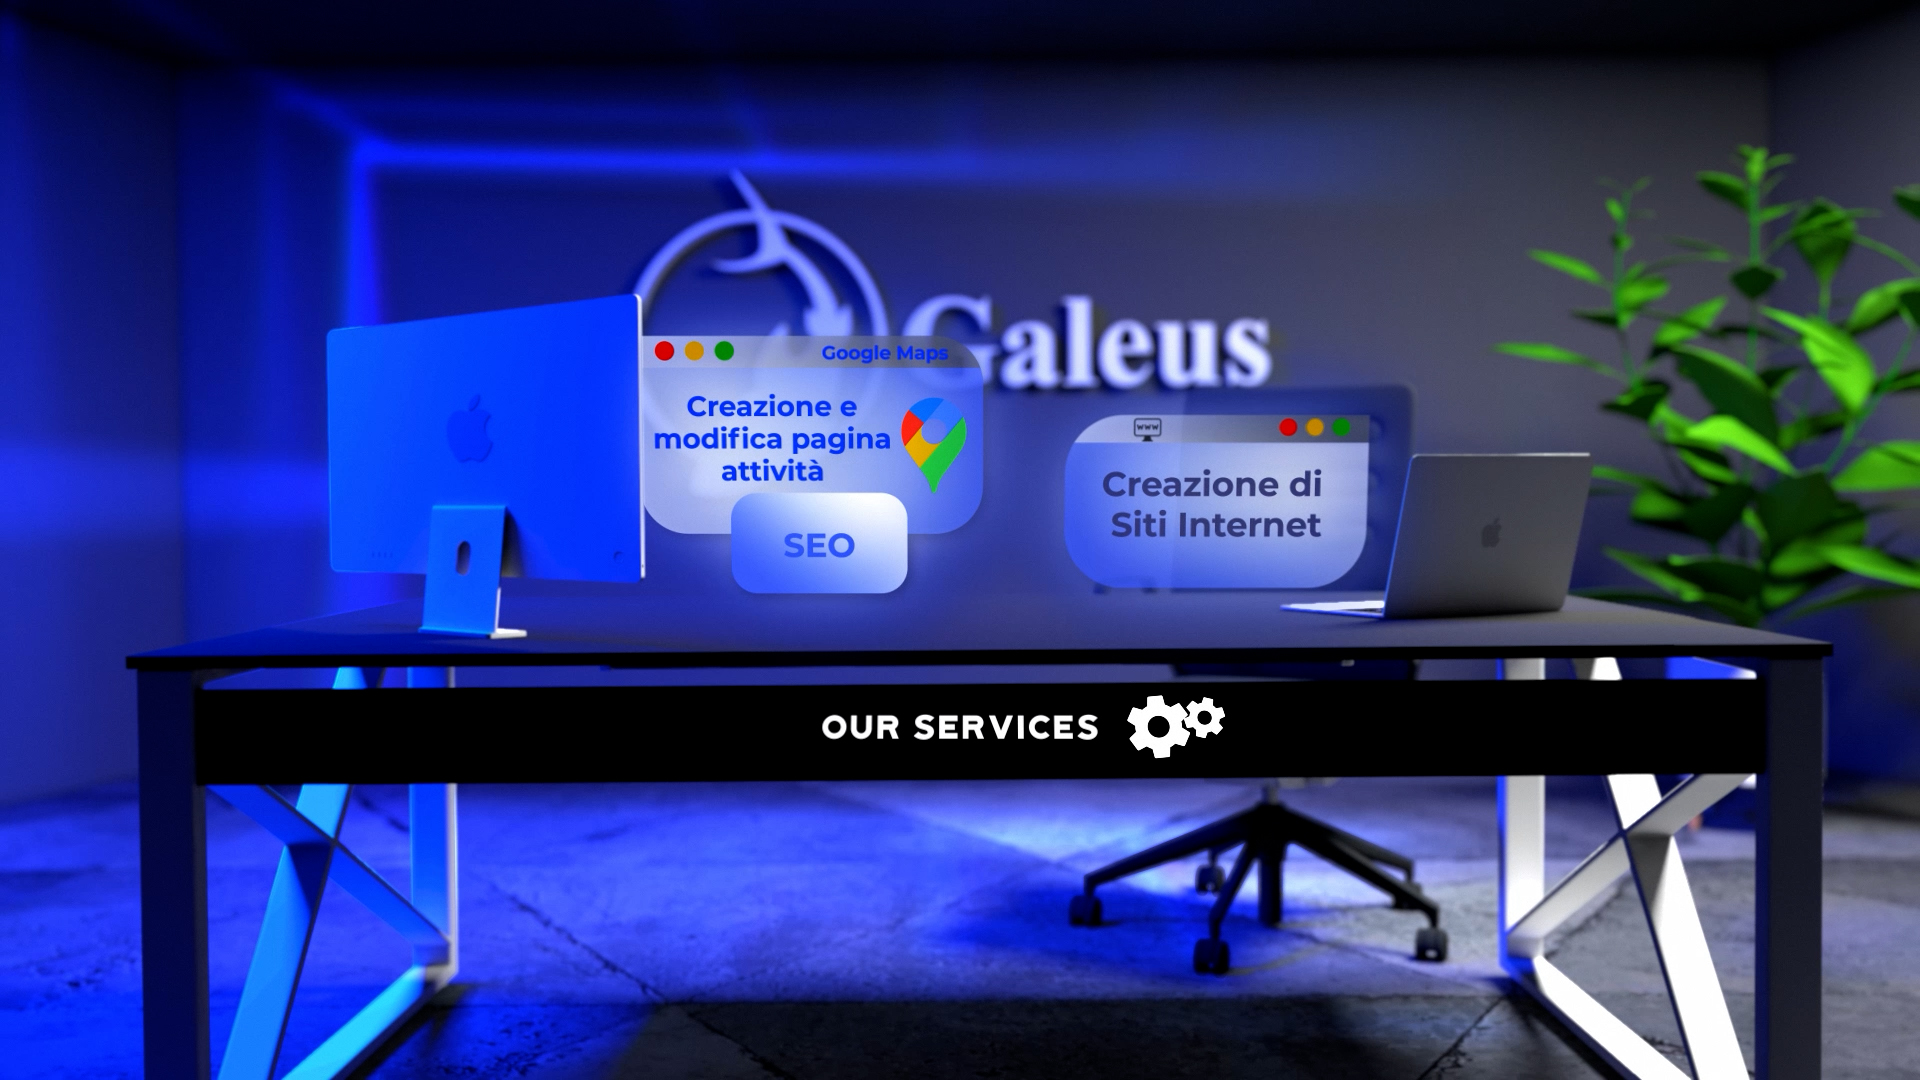 Galeus
Google Maps
Creazione e
modifica pagina
attività
SEO
www
Creazione di
Siti Internet
OUR SERVICES